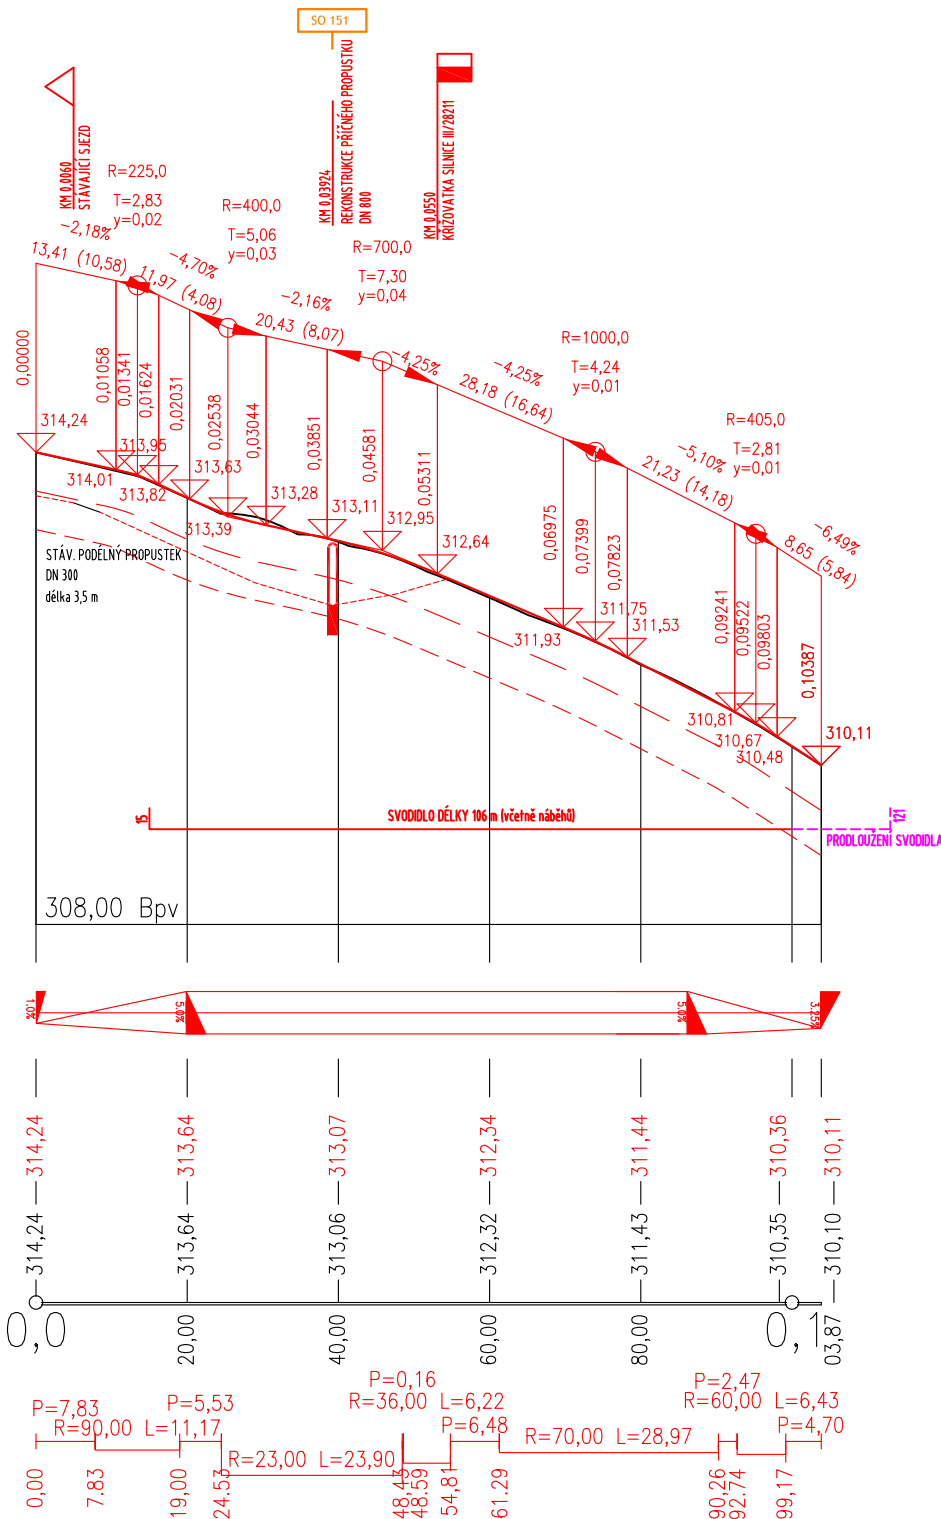 SO 151
KM 0,0060
STÁVAJÍCÍ SJEZD
KM 0,03924
REKONSTRUKCE PŘÍČNÉHO PROPUSTKU
DN 800
KM 0,0550
KŘIŽOVATKA SILNICE III/28211
R=225,0
T=2,83
y=0,02
R=400,0
T=5,06
y=0,03
R=700,0
T=7,30
y=0,04
R=1000,0
T=4,24
y=0,01
R=405,0
T=2,81
y=0,01
-2,18%
13,41 (10,58)
-4,70%
11,97 (4,08)
-2,16%
20,43 (8,07)
-4,25%
-4,25%
28,18 (16,64)
-5,10%
21,23 (14,18)
-6,49%
8,65 (5,84)
0,00000
0,01058
0,01341
0,01624
0,02031
0,02538
0,03044
0,03851
0,04581
0,05311
0,06975
0,07399
0,07823
0,09241
0,09522
0,09803
0,10387
314,24
314,01
313,95
313,82
313,63
313,39
313,28
313,11
312,95
312,64
311,93
311,75
311,53
310,81
310,67
310,48
310,11
STÁV. PODÉLNÝ PROPUSTEK
DN 300
délka 3,5 m
15
SVODIDLO DÉLKY 106 m (včetně náběhů)
121
PRODLOUŽENÍ SVODIDLA
308,00 Bpv
1.0%
5.0%
5.0%
3.25%
314,24
313,64
313,07
312,34
311,44
310,36
310,11
314,24
313,64
313,06
312,32
311,43
310,35
310,10
0,0
20,00
40,00
60,00
80,00
0,1
03,87
P=7,83
R=90,00 L=11,17
P=5,53
R=23,00 L=23,90
P=0,16
R=36,00 L=6,22
P=6,48
R=70,00 L=28,97
P=2,47
R=60,00 L=6,43
P=4,70
0,00
7.83
19,00
24.53
48.43
48.59
54,81
61.29
90.26
92.74
99,17